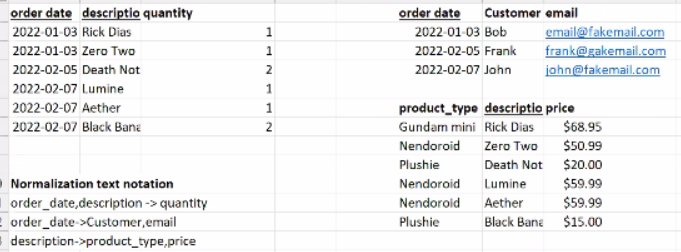 order date descriptio quantity
2022-01-03 Rick Dias 1
2022-01-03 Zero Two 1
2022-02-05 Death Not 2
2022-02-07 Lumine 1
2022-02-07 Aether 1
2022-02-07 Black Bana 2
Normalization text notation
order_date,description -> quantity
order_date->Customer,email
description->product_type,price
order date Customer email
2022-01-03 Bob email@fakemail.com
2022-02-05 Frank frank@gakemail.com
2022-02-07 John john@fakemail.com
product_type descriptio price
Gundam mini Rick Dias $68.95
Nendoroid Zero Two $50.99
Plushie Death Not $20.00
Nendoroid Lumine $59.99
Nendoroid Aether $59.99
Plushie Black Bana $15.00